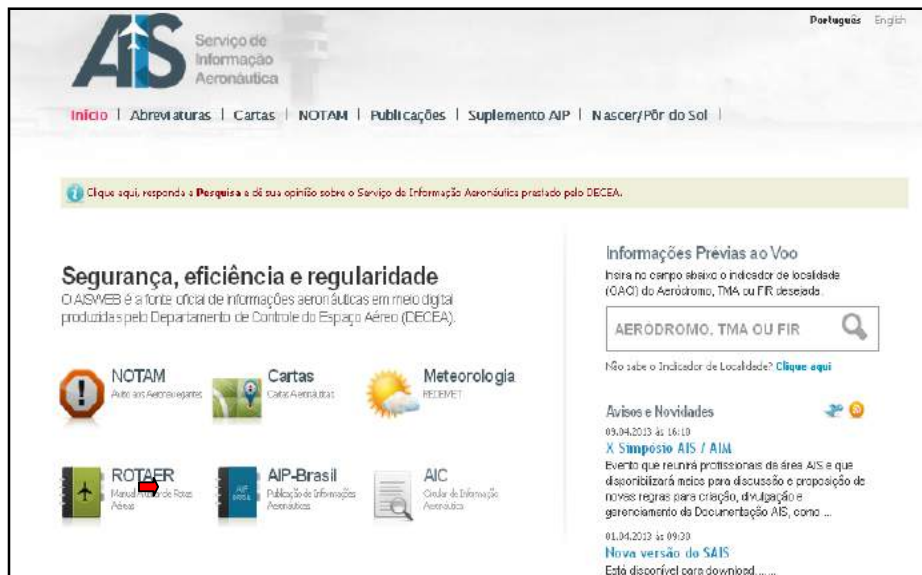 Português English
AIS
Serviço de
Informação
Aeronáutica
Início | Abreviaturas | Cartas | NOTAM | Publicações | Suplemento AIP | Nascer/Pôr do Sol |
Clique aqui, responda a Pesquisa e dê sua opinião sobre o Serviço de Informação Aeronáutica prestado pelo DECEA.
Segurança, eficiência e regularidade
O AISWEB é a fonte oficial de informações aeronáuticas em meio digital
produzidas pelo Departamento de Controle do Espaço Aéreo (DECEA).
NOTAM
Aviso aos Aeronavegantes
Cartas
Cartas Aeronáuticas
Meteorologia
REDEMET
ROTAER
Manual de Rotas
Aéreas
AIP-Brasil
Publicação de Informações
Aeronáuticas
AIC
Circular de Informação
Aeronáutica
Informações Prévias ao Voo
Insira no campo abaixo o indicador de localidade
(OACI) do Aeródromo, TMA ou FIR desejada.
AERÓDROMO, TMA OU FIR
Não sabe o Indicador de Localidade? Clique aqui
Avisos e Novidades
09.04.2013 às 16:10
X Simpósio AIS / AIM
Evento que reunirá profissionais da área AIS e que
disponibilizará meios para discussão e proposição de
novas regras para criação, divulgação e
gerenciamento da Documentação AIS, como ...
01.04.2013 às 09:30
Nova versão do SAIS
Está disponível para download.......